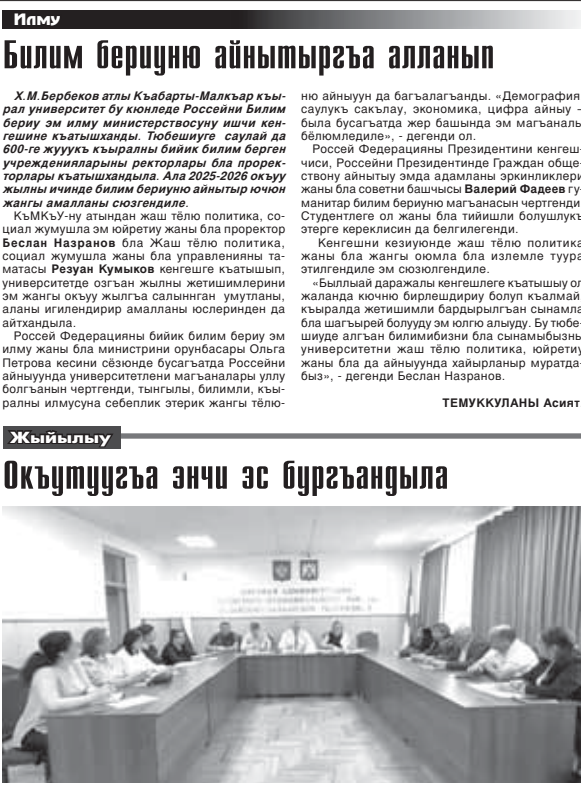 Илму
Билим бериуню айнытыргъа алланып
Х.М.Бербеков атлы Къабарты-Малкъар къы-
рал университет бу кюнледе Россейни Билим
бериу эм илму министерствосуну ишчи кен-
гешине къатышханды. Тюбешиуге саулай да
600-ге жууукъ къыралны бийик билим берген
учрежденияларыны ректорлары бла прорек-
торлары къатышхандыла. Ала 2025-2026 окъуу
жылны ичинде билим бериуню айнытыр ючюн
жангы амалланы сюзгендиле.
КъМКъУ-ну атындан жаш тёлю политика, со-
циал жумушла эм юйретиу жаны бла проректор
Беслан Назранов бла Жаш тёлю политика,
социал жумушла жаны бла управленияны та-
матасы Резуан Кумыков кенгешге къатышып,
университетде озгъан жылны жетишимлерини
эм жангы окъуу жылгъа салыннган умутланы,
аланы игилендирир амалланы юслеринден да
айтхандыла.
Россей Федерацияны бийик билим бериу эм
илму жаны бла министрини орунбасары Ольга
Петрова кесини сёзюнде бусагъатда Россейни
айныуунда университетлени магъаналары уллу
болгъанын чертгенди, тынгылы, билимли, къы-
ралны илмусуна себеплик этерик жангы тёлю-
ню айныуун да багъалагъанды. «Демография,
саулукъ сакълау, экономика, цифра айныу -
была бусагъатда жер башында эм магъаналы
бёлюмледиле», - дегенди ол.
Россей Федерацияны Президентини кенгеш-
чиси, Россейни Президентинде Граждан обще-
ствону айнытыу эмда адамланы эркинликлери
жаны бла советни башчысы Валерий Фадеев гу-
манитар билим бериуню магъанасын чертгенди.
Студентлеге ол жаны бла тийишли болушлукъ
этерге кереклисин да белгилегенди.
Кенгешни кезиуюнде жаш тёлю политика
жаны бла жангы оюмла бла излемле туура
этилгендиле эм сюзюлгендиле.
«Быллый даражалы кенгешлеге къатышыу ол
жаланда кючню бирлешдириу болуп къалмай,
къыралда жетишимли бардырылгъан сынамла
бла шагъырей болууду эм юлгю алыуду. Бу тюбе-
шиуде алгъан билимибизни бла сынамыбызны
университетни жаш тёлю политика, юйретиу
жаны бла да айныуунда хайырланыр муратда-
быз», - дегенди Беслан Назранов.
ТЕМУККУЛАНЫ Асият.
Жыйылыу
Окъутуугъа энчи эс бургъандыла